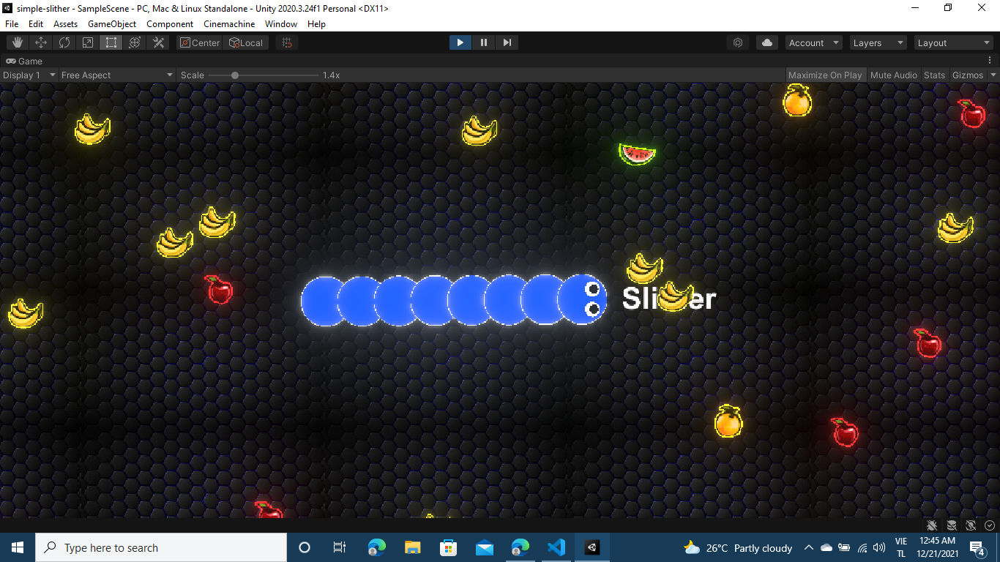 simple-slither - SampleScene - PC, Mac & Linux Standalone - Unity 2020.3.24f1 Personal <DX11>
File Edit Assets GameObject Component Cinemachine Window Help
Center Local Account Layers Layout
Game
Display 1 Free Aspect Scale 1.4x Maximize On Play Mute Audio Stats Gizmos
Type here to search
26°C Partly cloudy
VIE
TL
12:45 AM
12/21/2021
4